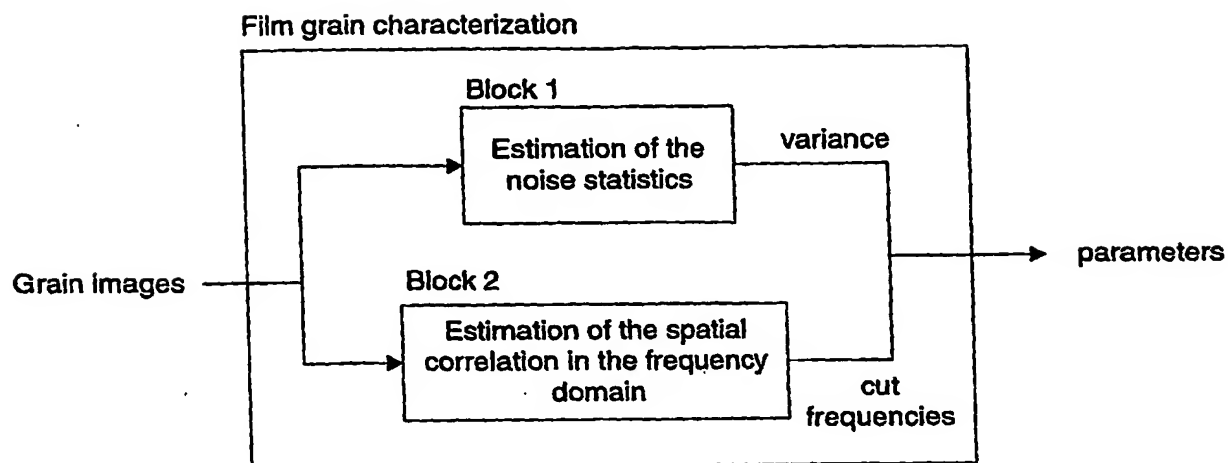 Film grain characterization
Block 1
Estimation of the
noise statistics
variance
Grain images
parameters
Block 2
Estimation of the spatial
correlation in the frequency
domain
cut
frequencies